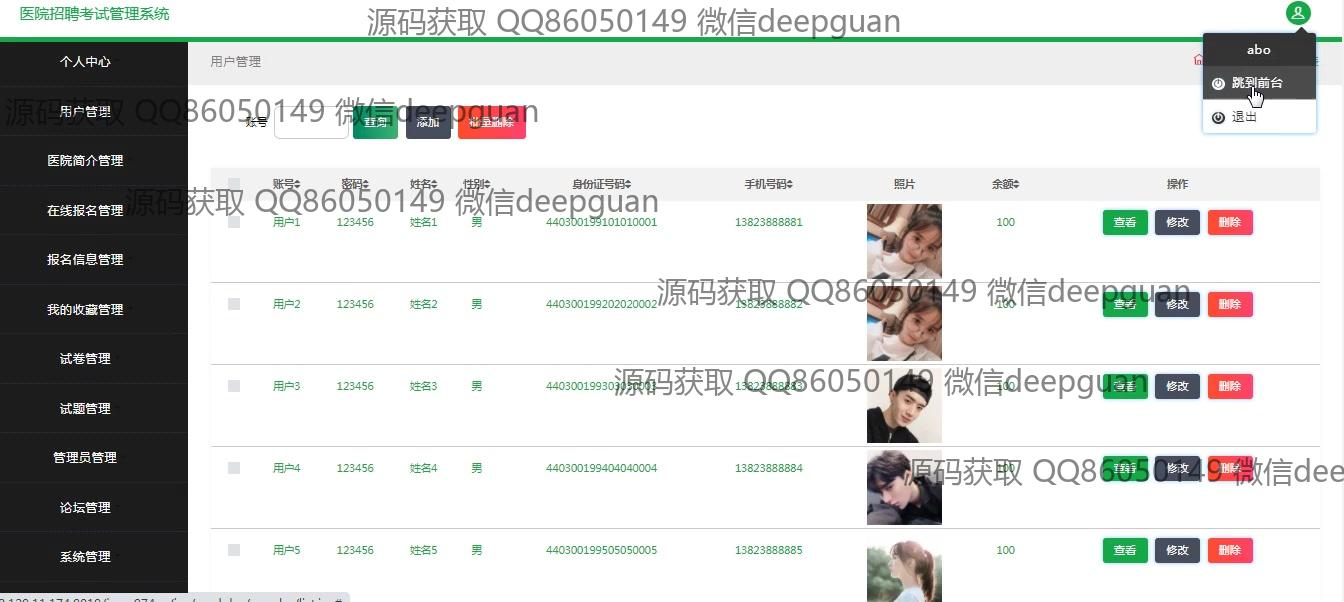 医院招聘考试管理系统
源码获取 QQ86050149 微信deepguan
abo
个人中心
用户管理
跳到前台
用户管理
源码获取 QQ86050149 微信deepguan
账号 查询 添加 批量删除
退出
医院简介管理
账号 密码 姓名 性别 身份证号码 手机号码 照片 余额 操作
源码获取 QQ86050149 微信deepguan
在线报名管理
用户1 123456 姓名1 男 440300199101010001 13823888881 100 查看 修改 删除
报名信息管理
源码获取 QQ86050149 微信deepguan
我的收藏管理
用户2 123456 姓名2 男 440300199202020002 13823888882 100 查看 修改 删除
试卷管理
源码获取 QQ86050149 微信deepguan
用户3 123456 姓名3 男 440300199303030003 13823888883 100 查看 修改 删除
试题管理
管理员管理
用户4 123456 姓名4 男 440300199404040004 13823888884 100 查看 修改 删除
源码获取 QQ86050149 微信dee
论坛管理
用户5 123456 姓名5 男 440300199505050005 13823888885 100 查看 修改 删除
系统管理